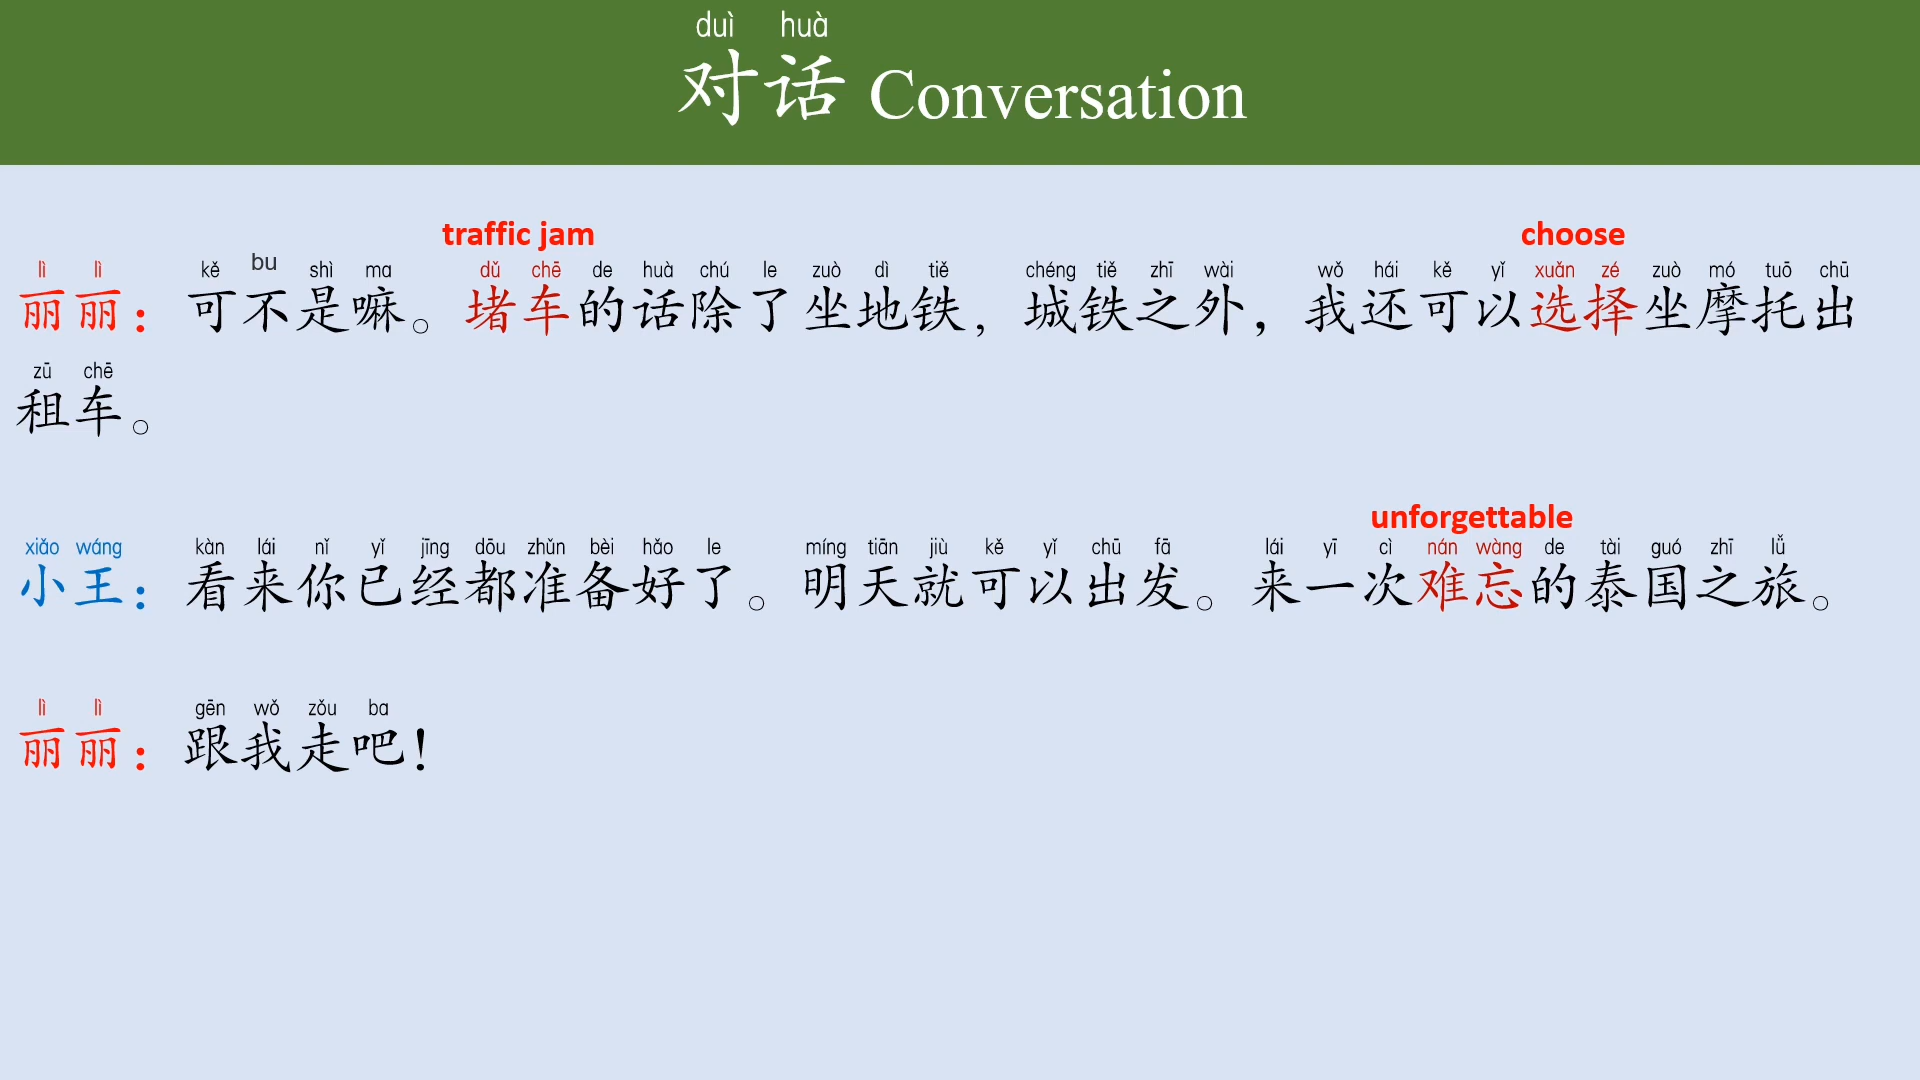 duì huà
对话 Conversation
traffic jam choose
lì lì kě bu shì ma dǔ chē de huà chú le zuò dì tiě chéng tiě zhī wài wǒ hái kě yǐ xuǎn zé zuò mó tuō chū
丽丽：可不是嘛。堵车的话除了坐地铁，城铁之外，我还可以选择坐摩托出
zū chē
租车。
unforgettable
xiǎo wáng kàn lái nǐ yǐ jīng dōu zhǔn bèi hǎo le míng tiān jiù kě yǐ chū fā lái yī cì nán wàng de tài guó zhī lǚ
小王：看来你已经都准备好了。明天就可以出发。来一次难忘的泰国之旅。
lì lì gēn wǒ zǒu ba
丽丽：跟我走吧！